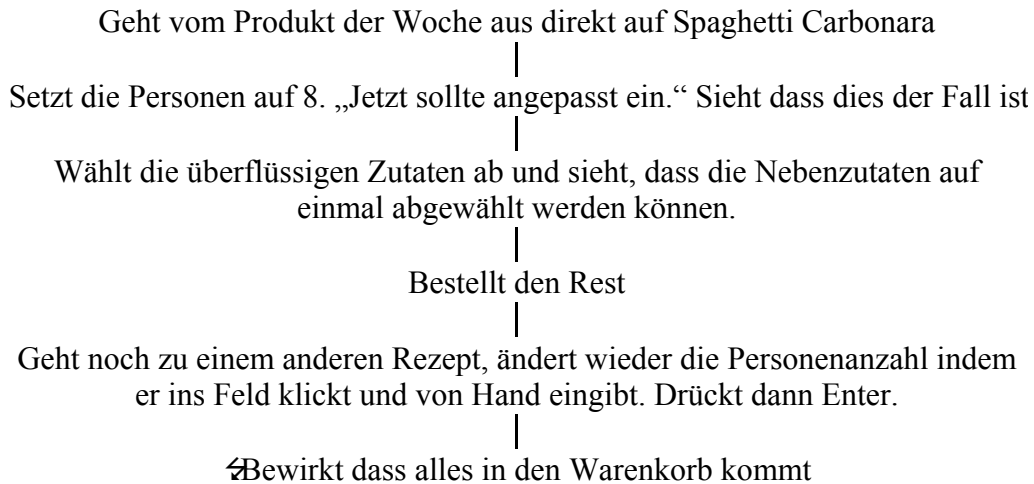 Geht vom Produkt der Woche aus direkt auf Spaghetti Carbonara
Setzt die Personen auf 8. „Jetzt sollte angepasst ein.“ Sieht dass dies der Fall ist
Wählt die überflüssigen Zutaten ab und sieht, dass die Nebenzutaten auf
einmal abgewählt werden können.
Bestellt den Rest
Geht noch zu einem anderen Rezept, ändert wieder die Personenanzahl indem
er ins Feld klickt und von Hand eingibt. Drückt dann Enter.
Bewirkt dass alles in den Warenkorb kommt